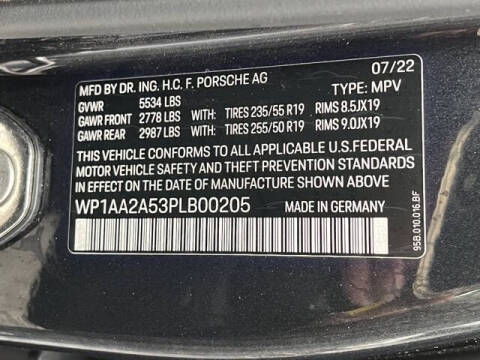 MFD. BY DR. ING. H.C. F. PORSCHE AG 07/22
GVWR 5534 LBS TYPE: MPV
GAWR FRONT 2778 LBS WITH: TIRES 235/55 R19 RIMS 8.5JX19
GAWR REAR 2987 LBS WITH: TIRES 255/50 R19 RIMS 9.0JX19
THIS VEHICLE CONFORMS TO ALL APPLICABLE U.S.FEDERAL
MOTOR VEHICLE SAFETY AND THEFT PREVENTION STANDARDS
IN EFFECT ON THE DATE OF MANUFACTURE SHOWN ABOVE.
WP1AA2A53PLB00205 MADE IN GERMANY
95B.010.016.BF